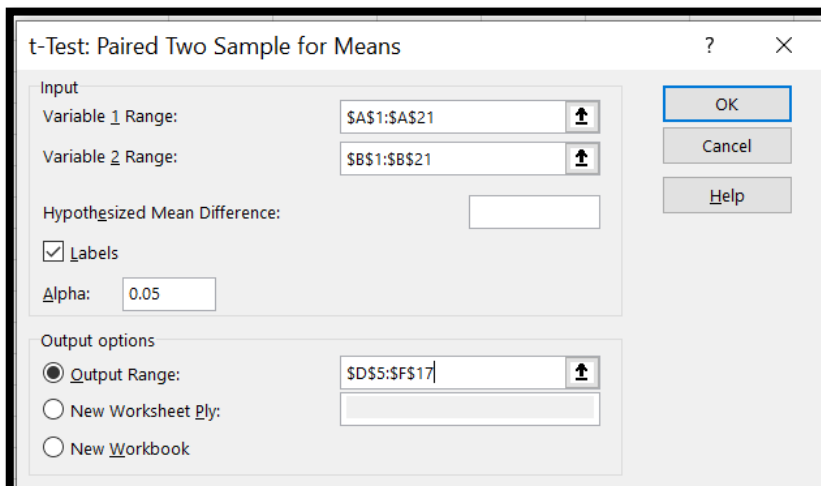 t-Test: Paired Two Sample for Means ? ×
Input
Variable 1 Range: $A$1:$A$21
OK
Variable 2 Range: $B$1:$B$21
Cancel
Hypothesized Mean Difference:
Help
Labels
Alpha: 0.05
Output options
Output Range: $D$5:$F$17
New Worksheet Ply:
New Workbook